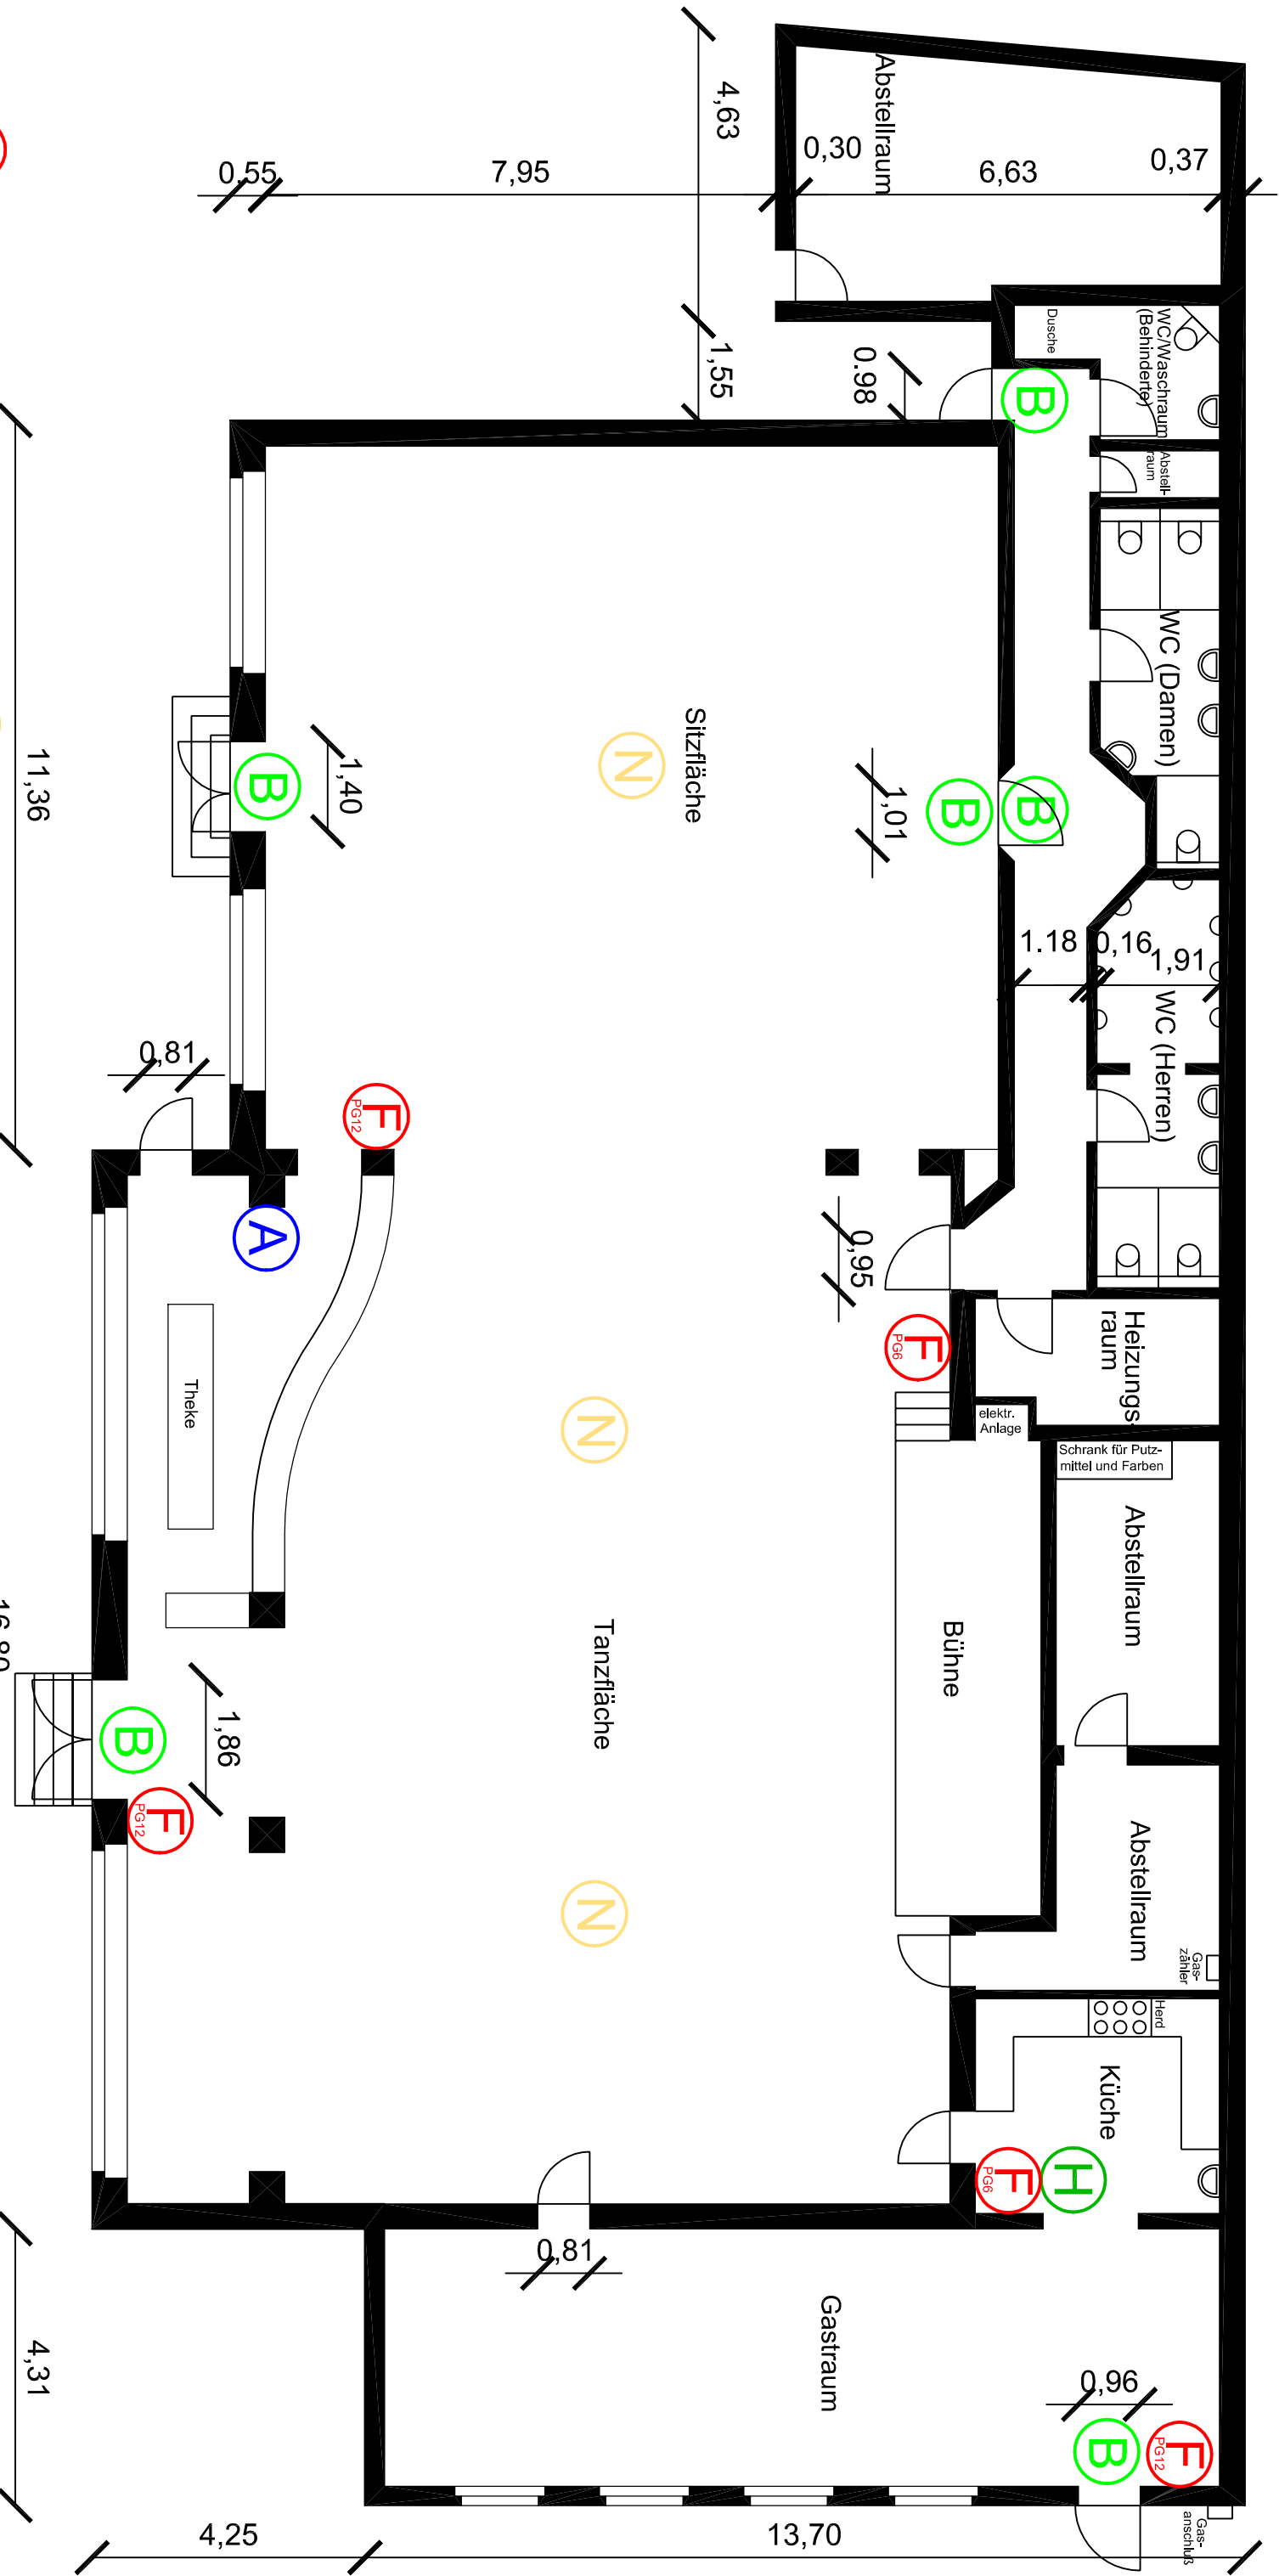 Abstellraum
4,63
0,30
6,63
0,37
0,55
7,95
1,55
0.98
Dusche
WC/Waschraum
(Behinderte)
B
Abstell-
raum
WC (Damen)
11,36
1,40
B
N
Sitzfläche
1,01
B
B
1.18
0,16
1,91
WC (Herren)
0,81
F
PG12
A
0,95
F
PG6
Heizungs-
raum
elektr.
Anlage
Theke
N
Schrank für Putz-
mittel und Farben
Abstellraum
Bühne
Tanzfläche
16,80
1,86
B
F
PG12
N
Abstellraum
Gas-
zähler
Herd
Küche
F
PG6
H
0,81
4,31
Gastraum
0,96
B
F
PG12
Gas-
anschluß
4,25
13,70